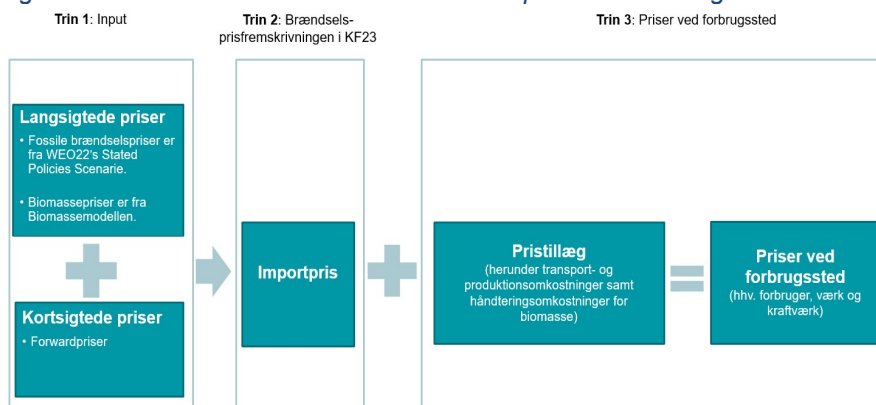 Trin 1: Input
Trin 2: Brændsels-
prisfremskrivningen i KF23
Trin 3: Priser ved forbrugssted
Langsigtede priser
• Fossile brændselspriser er
fra WEO22's Stated
Policies Scenarie.
• Biomassepriser er fra
Biomassemodellen.
Kortsigtede priser
• Forwardpriser
Importpris
Pristillæg
(herunder transport- og
produktionsomkostninger samt
håndteringsomkostninger for
biomasse)
Priser ved
forbrugssted
(hhv. forbruger, værk og
kraftværk)